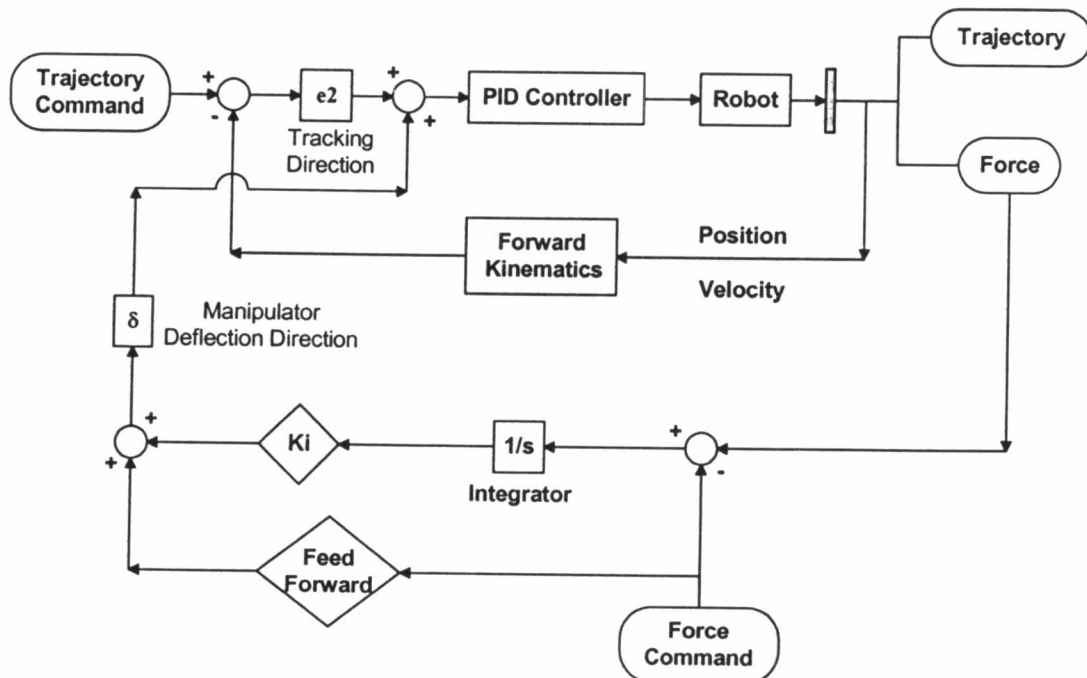 Trajectory
Trajectory
Command
+
-
e2
Tracking
Direction
+
+
PID Controller
Robot
Force
Forward
Kinematics
Position
Velocity
δ
Manipulator
Deflection Direction
+
+
Ki
1/s
Integrator
+
-
Feed
Forward
Force
Command